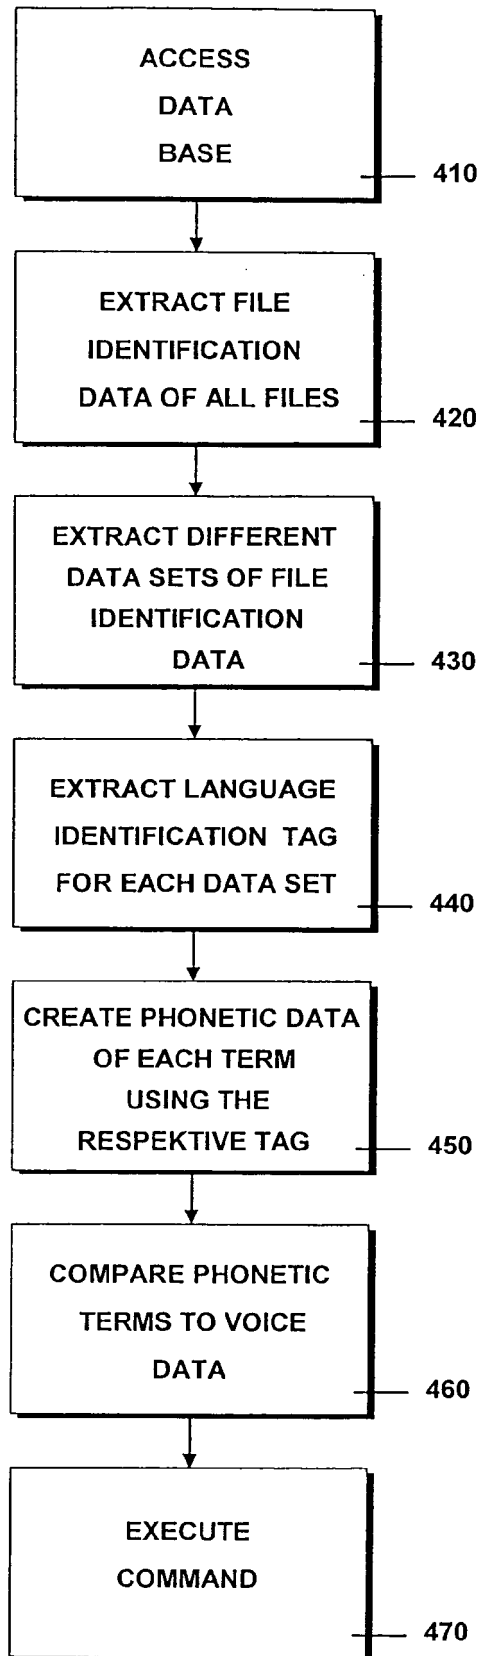 ACCESS
DATA
BASE
410
EXTRACT FILE
IDENTIFICATION
DATA OF ALL FILES
420
EXTRACT DIFFERENT
DATA SETS OF FILE
IDENTIFICATION
DATA
430
EXTRACT LANGUAGE
IDENTIFICATION TAG
FOR EACH DATA SET
440
CREATE PHONETIC DATA
OF EACH TERM
USING THE
RESPEKTIVE TAG
450
COMPARE PHONETIC
TERMS TO VOICE
DATA
460
EXECUTE
COMMAND
470